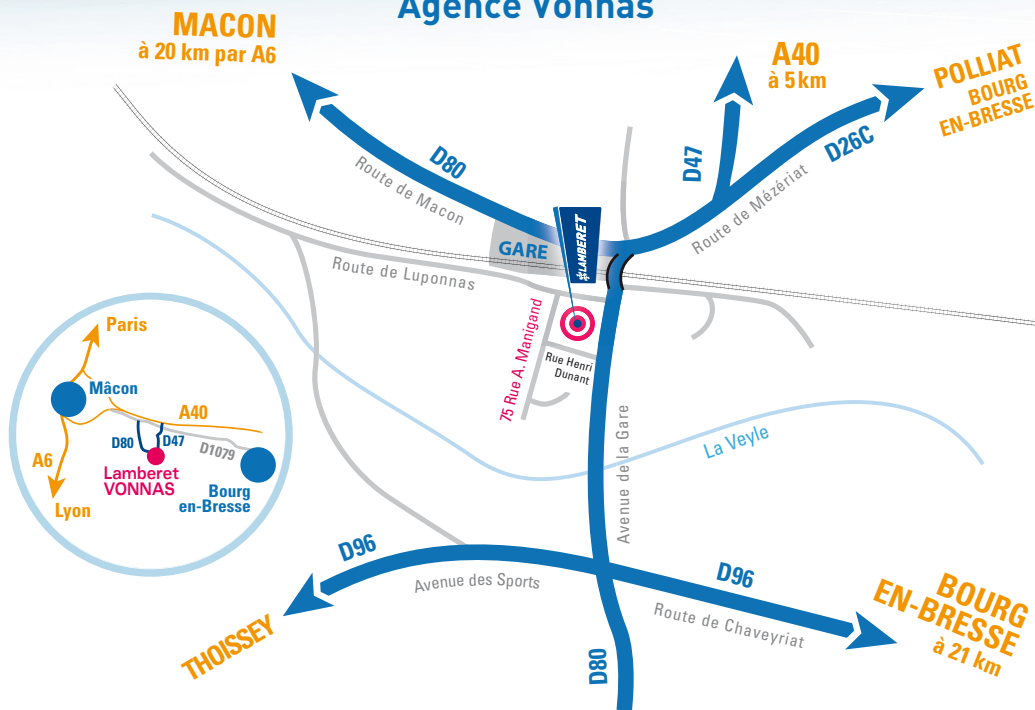 Agence Vonnas
MACON
à 20 km par A6
A40
à 5 km
POLLIAT
BOURG
EN-BRESSE
D80
Route de Macon
D47
D26C
Route de Mézériat
GARE
LAMBERET
Route de Luponnas
75 Rue A. Manigand
Rue Henri
Dunant
Avenue de la Gare
La Veyle
Paris
Mâcon
A40
D80
D47
D1079
A6
Lamberet
VONNAS
Bourg
en-Bresse
Lyon
D96
Avenue des Sports
THOISSEY
D96
Route de Chaveyriat
BOURG
EN-BRESSE
à 21 km
D80